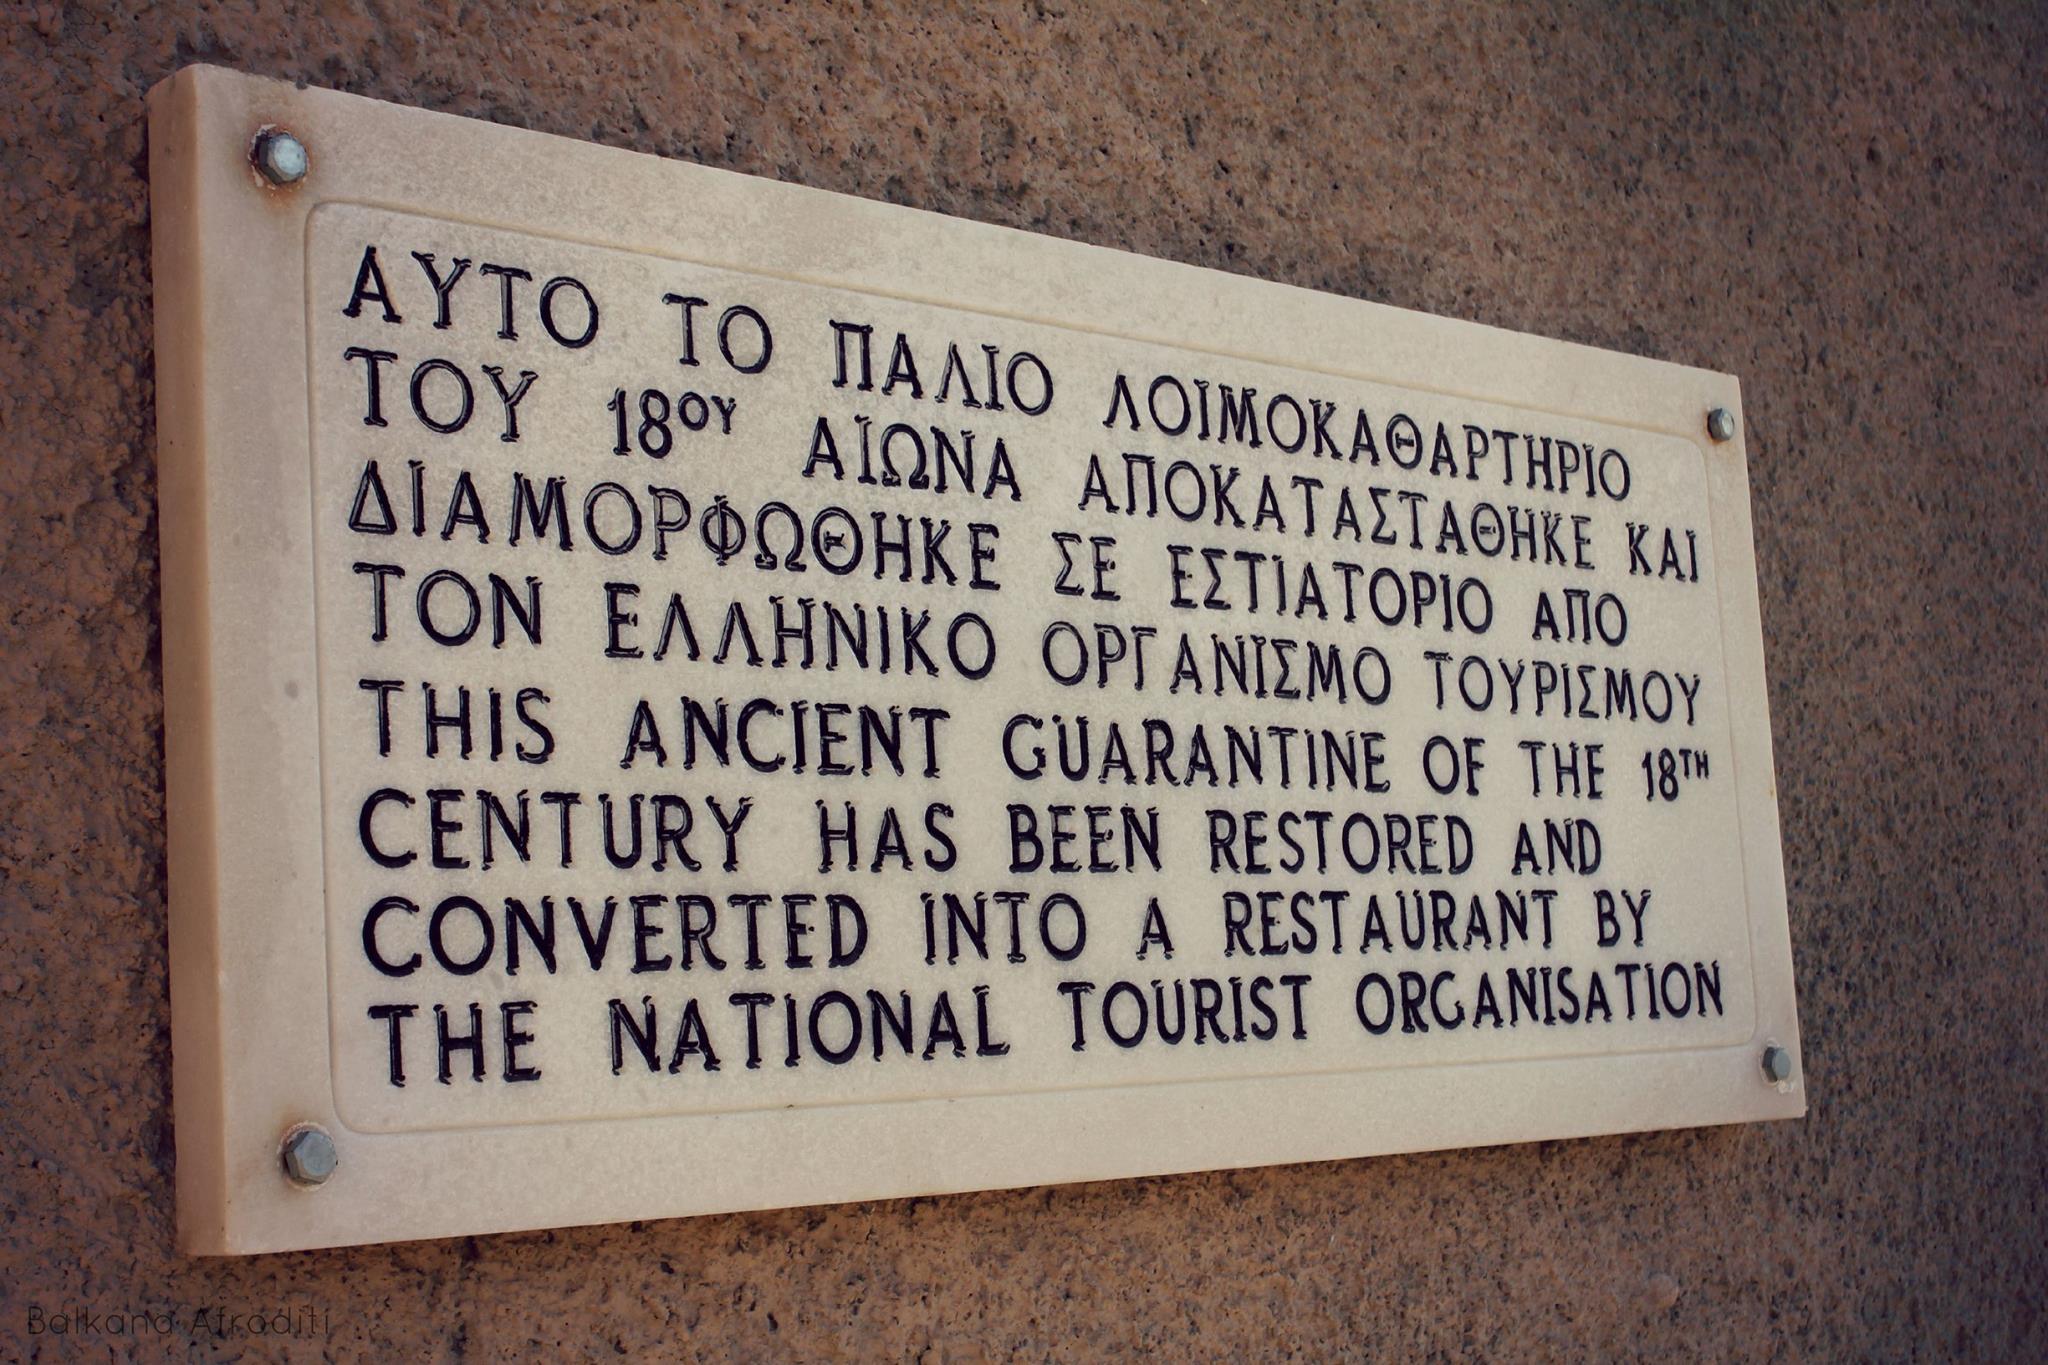 ΑΥΤΟ ΤΟ ΠΑΛΙΟ ΛΟΙΜΟΚΑΘΑΡΤΗΡΙΟ
ΤΟΥ 18ΟΥ ΑΙΩΝΑ ΑΠΟΚΑΤΑΣΤΑΘΗΚΕ ΚΑΙ
ΔΙΑΜΟΡΦΩΘΗΚΕ ΣΕ ΕΣΤΙΑΤΟΡΙΟ ΑΠΟ
ΤΟΝ ΕΛΛΗΝΙΚΟ ΟΡΓΑΝΙΣΜΟ ΤΟΥΡΙΣΜΟΥ
THIS ANCIENT GUARANTINE OF THE 18TH
CENTURY HAS BEEN RESTORED AND
CONVERTED INTO A RESTAURANT BY
THE NATIONAL TOURIST ORGANISATION
Balkana Afroditi